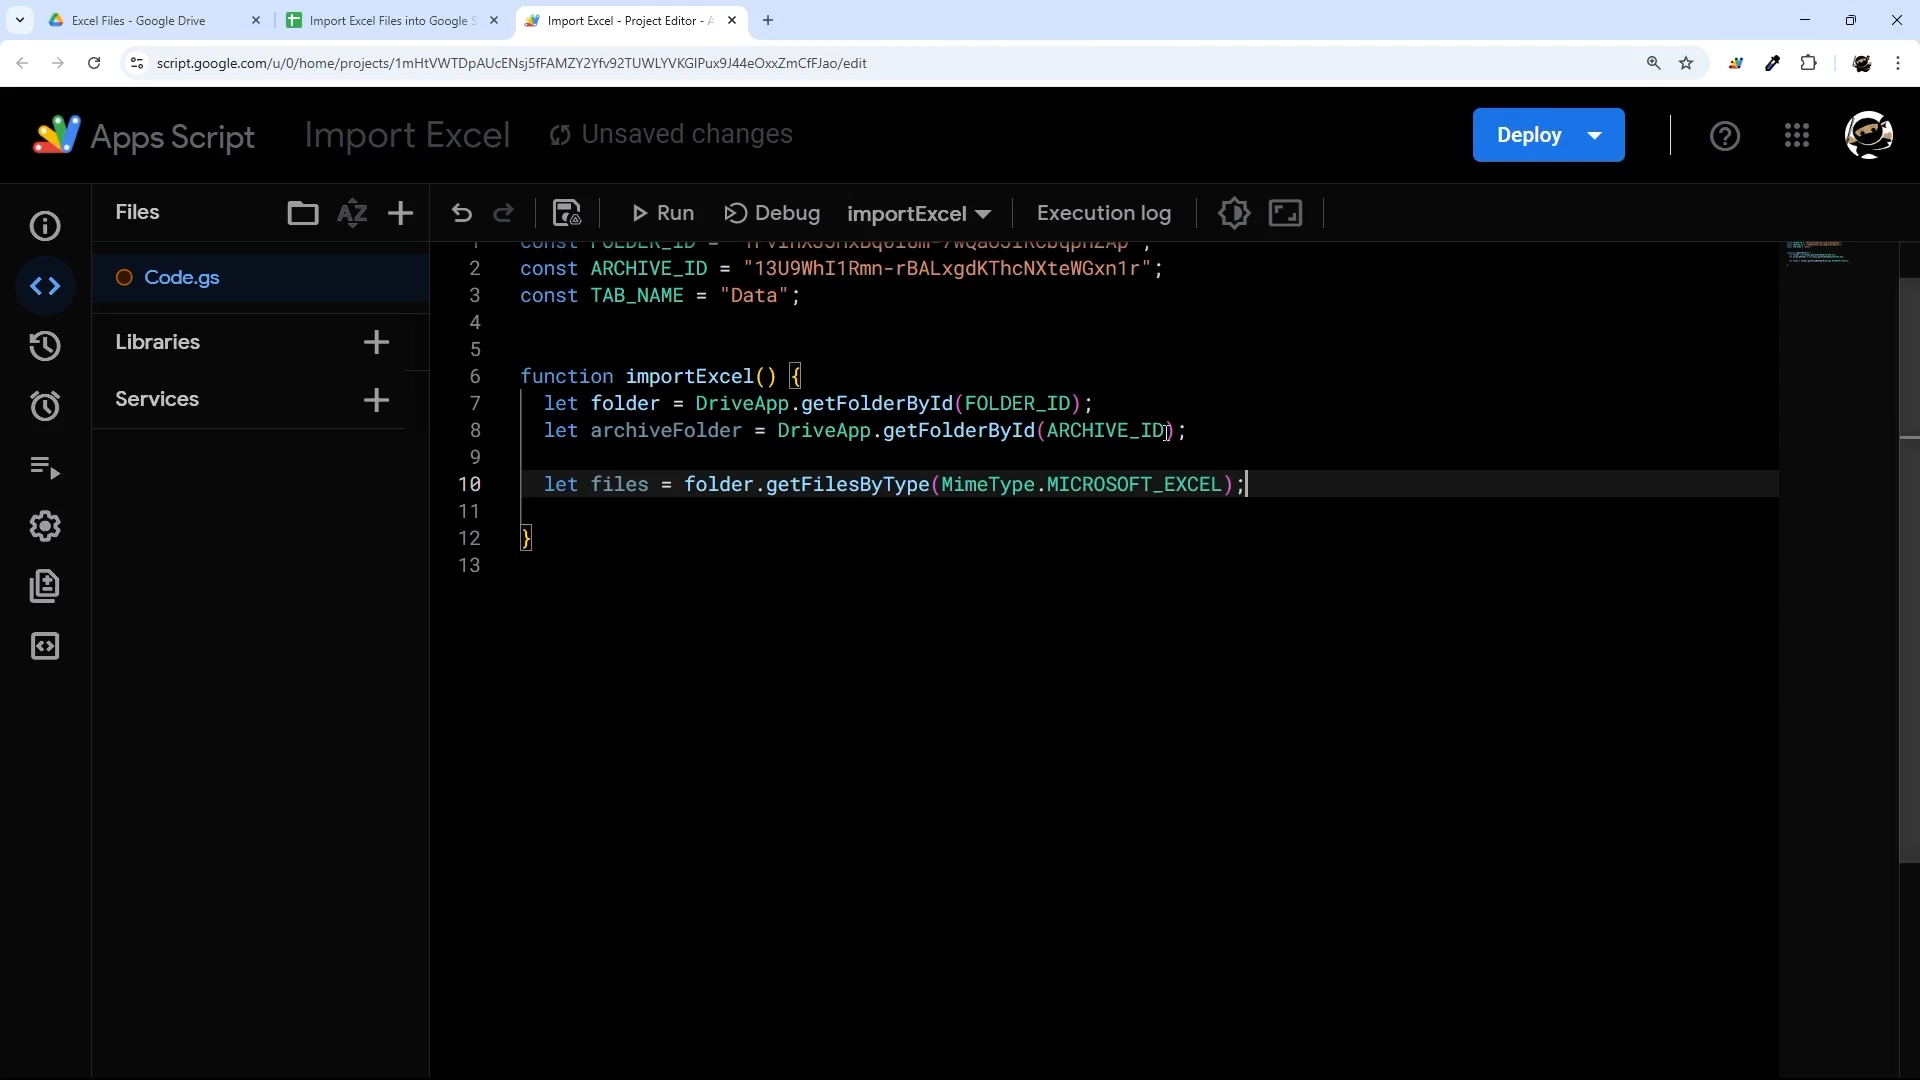 Excel Files - Google Drive
Import Excel Files into Google S
Import Excel - Project Editor - A
script.google.com/u/0/home/projects/1mHtVWTDpAUcENsj5fFAMZY2Yfv92TUWLYVKGlPux9J44eOxxZmCfFJao/edit
Apps Script
Import Excel
Unsaved changes
Deploy
Files
Run
Debug
importExcel
Execution log
Code.gs
Libraries
Services
1 const FOLDER_ID =
2 const ARCHIVE_ID = "13U9WhI1Rmn-rBALxgdKThcNXteWGxn1r";
3 const TAB_NAME = "Data";
4
5
6 function importExcel() {
7 let folder = DriveApp.getFolderById(FOLDER_ID);
8 let archiveFolder = DriveApp.getFolderById(ARCHIVE_ID);
9
10 let files = folder.getFilesByType(MimeType.MICROSOFT_EXCEL);
11
12 }
13